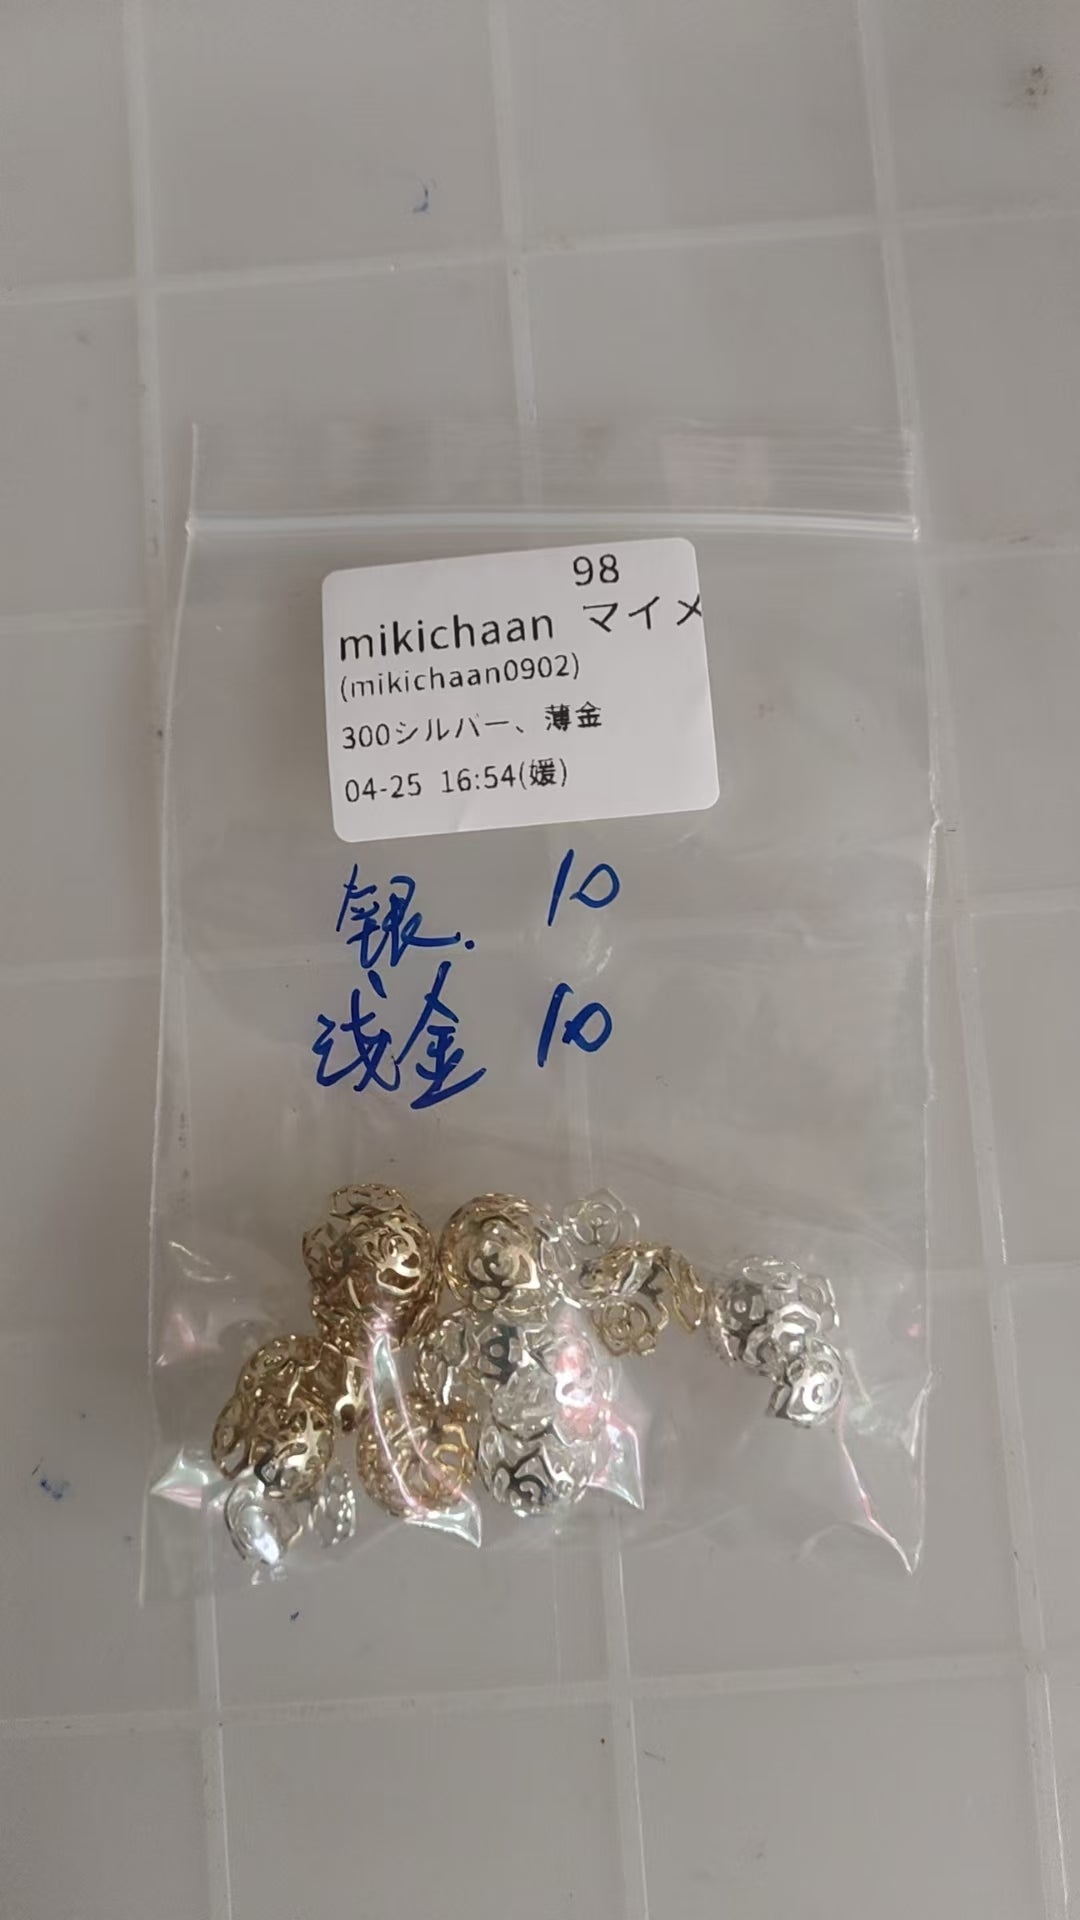 98
mikichaan マイメ
(mikichaan0902)
300シルバー、薄金
04-25 16:54(媛)
银. 10
浅金 10